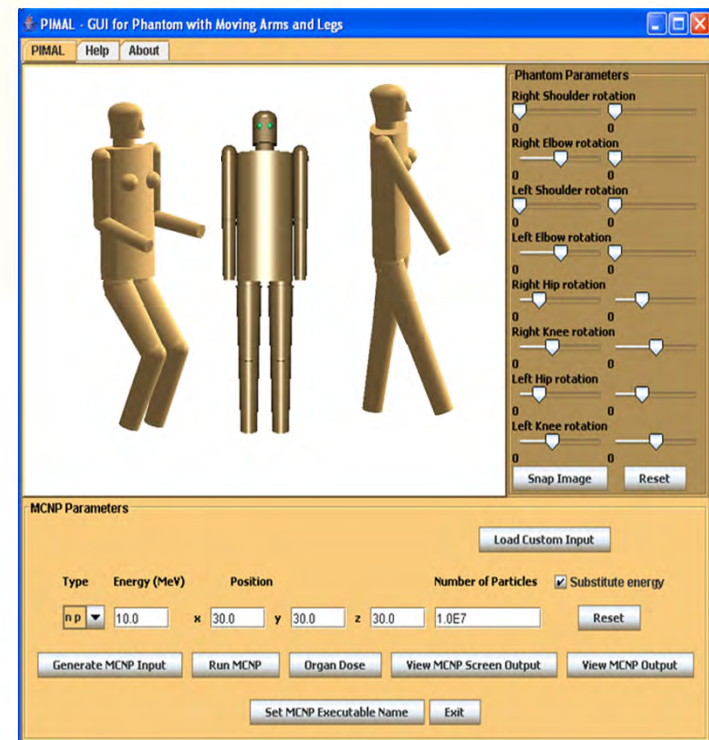 PIMAL - GUI for Phantom with Moving Arms and Legs
PIMAL Help About
Phantom Parameters
Right Shoulder rotation
0 0
Right Elbow rotation
0 0
Left Shoulder rotation
0 0
Left Elbow rotation
0 0
Right Hip rotation
0 0
Right Knee rotation
0 0
Left Hip rotation
0 0
Left Knee rotation
0 0
Snap Image Reset
MCNP Parameters
Load Custom Input
Type Energy (MeV) Position Number of Particles Substitute energy
n p 10.0 x 30.0 y 30.0 z 30.0 1.0E7 Reset
Generate MCNP Input Run MCNP Organ Dose View MCNP Screen Output View MCNP Output
Set MCNP Executable Name Exit